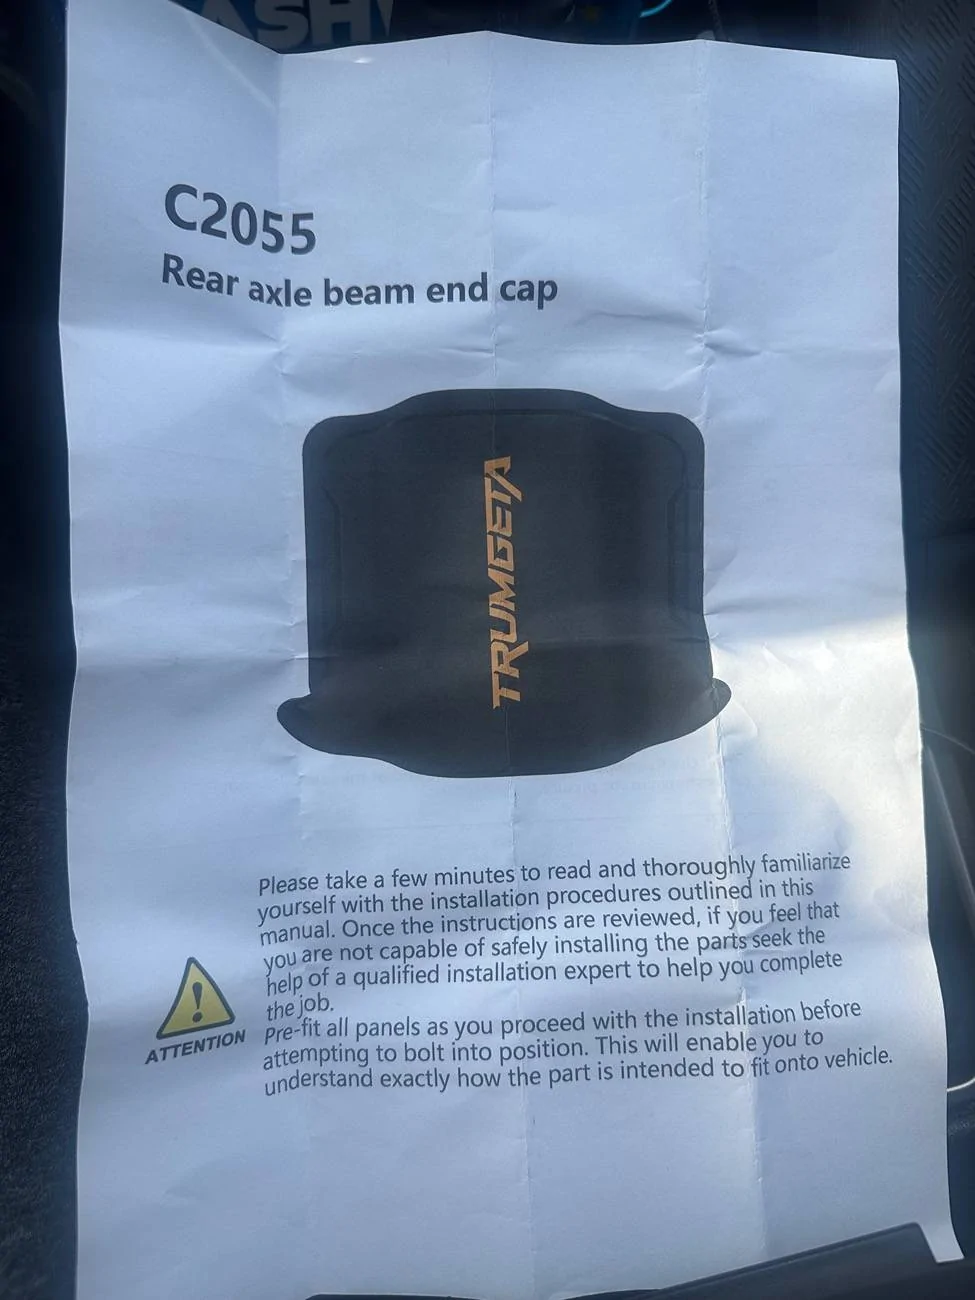 ASH
C2055
Rear axle beam end cap
TRUMGETA
Please take a few minutes to read and thoroughly familiarize
yourself with the installation procedures outlined in this
manual. Once the instructions are reviewed, if you feel that
you are not capable of safely installing the parts seek the
help of a qualified installation expert to help you complete
the job.
Pre-fit all panels as you proceed with the installation before
attempting to bolt into position. This will enable you to
understand exactly how the part is intended to fit onto vehicle.
ATTENTION